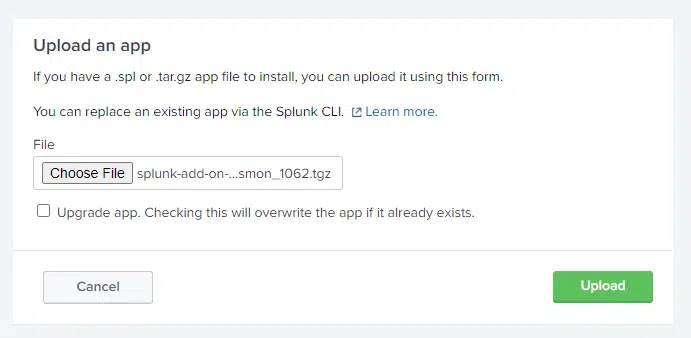 Upload an app
If you have a .spl or .tar.gz app file to install, you can upload it using this form.
You can replace an existing app via the Splunk CLI. Learn more.
File
Choose File splunk-add-on-...smon_1062.tgz
Upgrade app. Checking this will overwrite the app if it already exists.
Cancel Upload